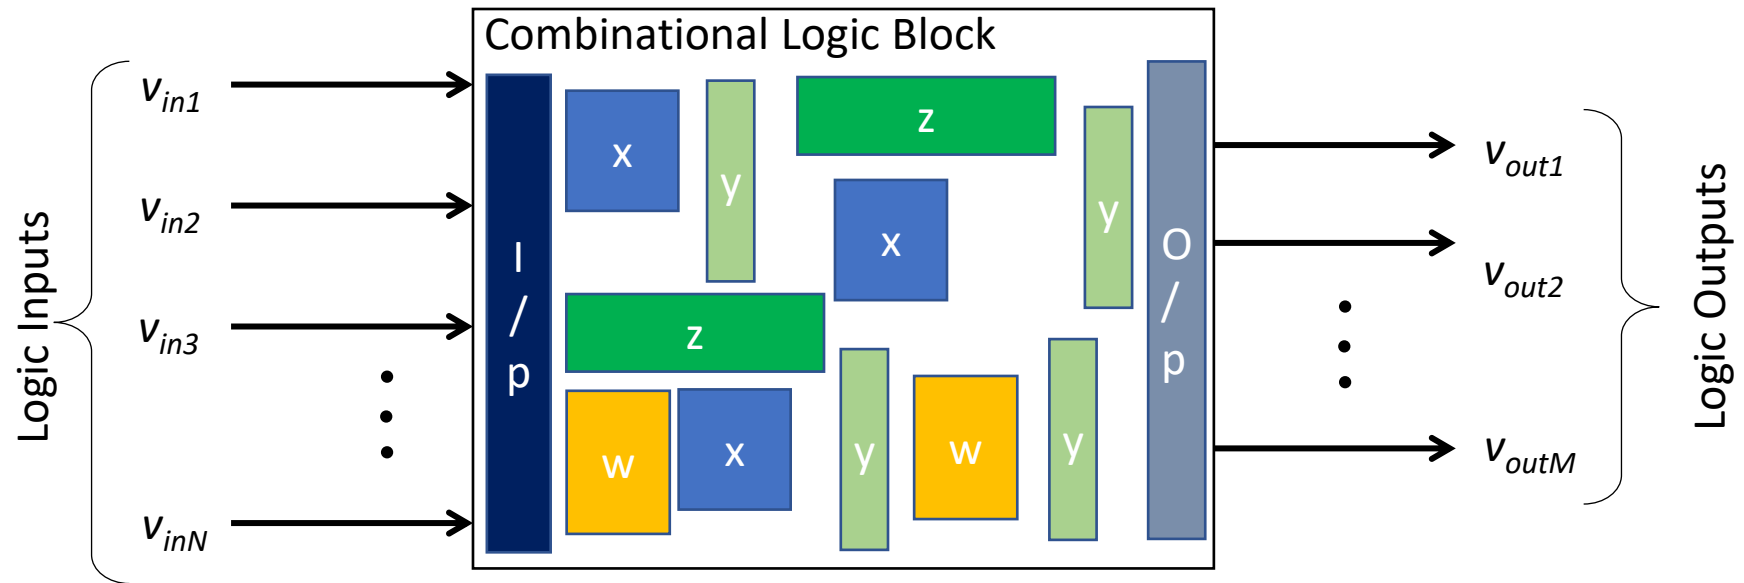 Combinational Logic Block
Logic Inputs
v_in1
v_in2
v_in3
v_inN
I/p
x
y
z
x
y
z
w
x
y
w
y
O/p
v_out1
v_out2
v_outM
Logic Outputs